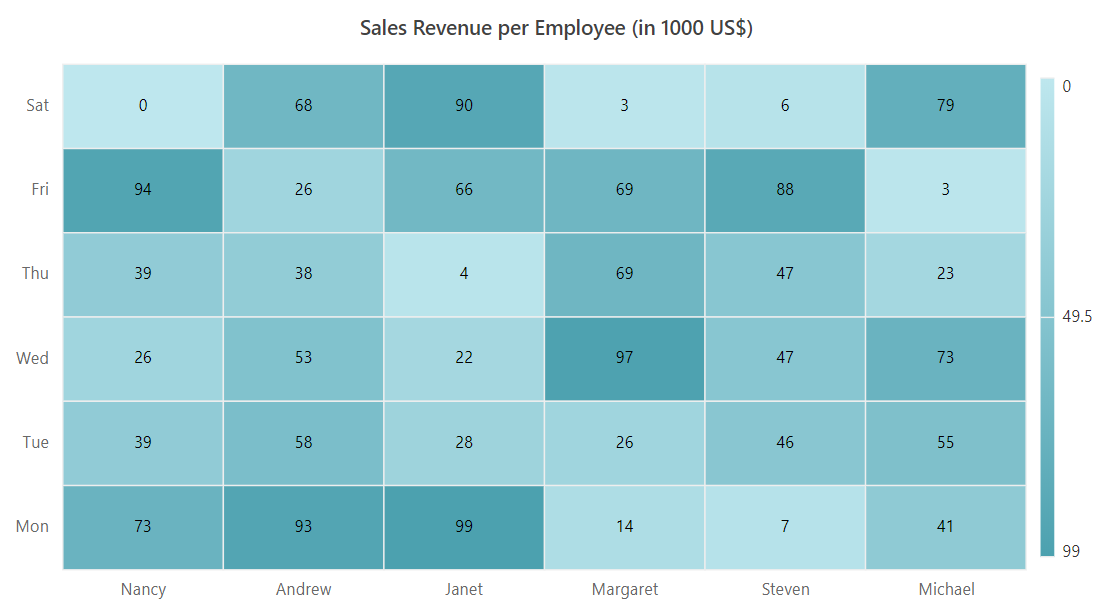 Sales Revenue per Employee (in 1000 US$)
Sat 0 68 90 3 6 79 0
Fri 94 26 66 69 88 3
Thu 39 38 4 69 47 23
49.5
Wed 26 53 22 97 47 73
Tue 39 58 28 26 46 55
Mon 73 93 99 14 7 41
99
Nancy Andrew Janet Margaret Steven Michael